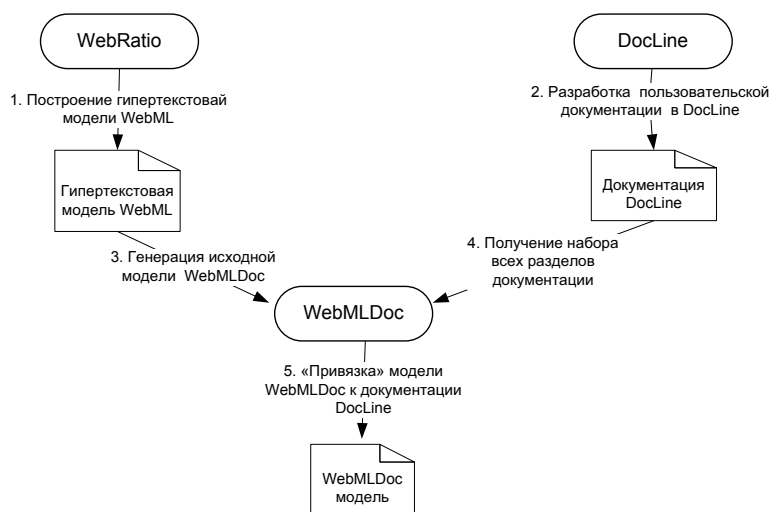 WebRatio
DocLine
1. Построение гипертекстовай
модели WebML
2. Разработка пользовательской
документации в DocLine
Гипертекстовая
модель WebML
Документация
DocLine
3. Генерация исходной
модели WebMLDoc
4. Получение набора
всех разделов
документации
WebMLDoc
5. «Привязка» модели
WebMLDoc к документации
DocLine
WebMLDoc
модель